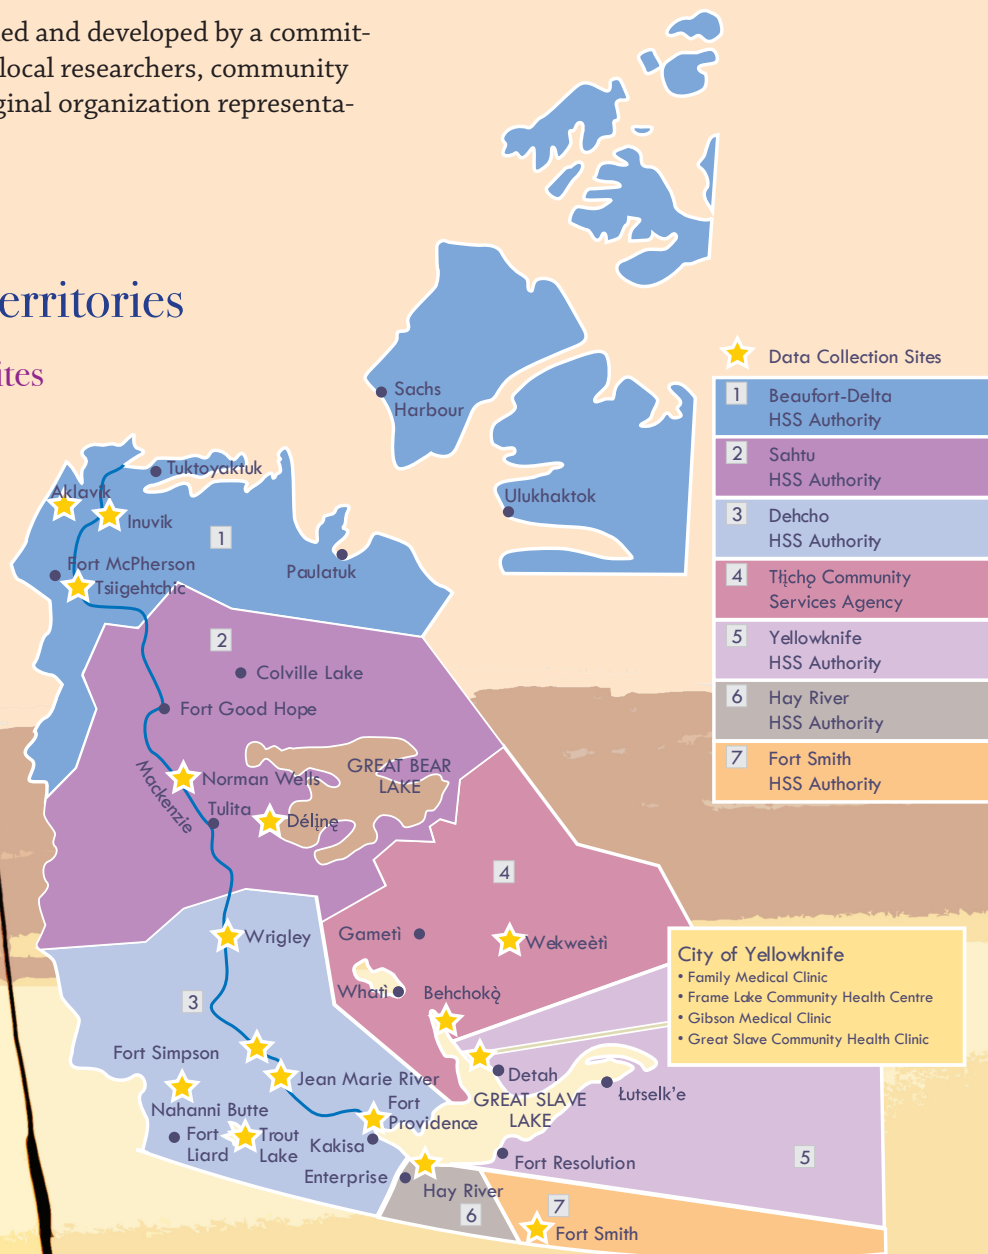 ed and developed by a commit-
local researchers, community
ginal organization representa-
erritories
ites
Data Collection Sites
1 Beaufort-Delta
HSS Authority
2 Sahtu
HSS Authority
3 Dehcho
HSS Authority
4 Tłı̨chǫ Community
Services Agency
5 Yellowknife
HSS Authority
6 Hay River
HSS Authority
7 Fort Smith
HSS Authority
Sachs
Harbour
Ulukhaktok
Tuktoyaktuk
Aklavik
Inuvik
1
Paulatuk
Fort McPherson
Tsiigehtchic
2
Colville Lake
Fort Good Hope
Mackenzie
Norman Wells
GREAT BEAR
LAKE
Tulita
Délı̨nę
4
Gametì
Wekweètì
Wrigley
Whatì
Behchokǫ̀
3
City of Yellowknife
• Family Medical Clinic
• Frame Lake Community Health Centre
• Gibson Medical Clinic
• Great Slave Community Health Clinic
Fort Simpson
Jean Marie River
Detah
Łutselk'e
GREAT SLAVE
LAKE
Nahanni Butte
Fort
Providence
Fort
Liard
Trout
Lake
Kakisa
Enterprise
Fort Resolution
5
Hay River
6
7
Fort Smith